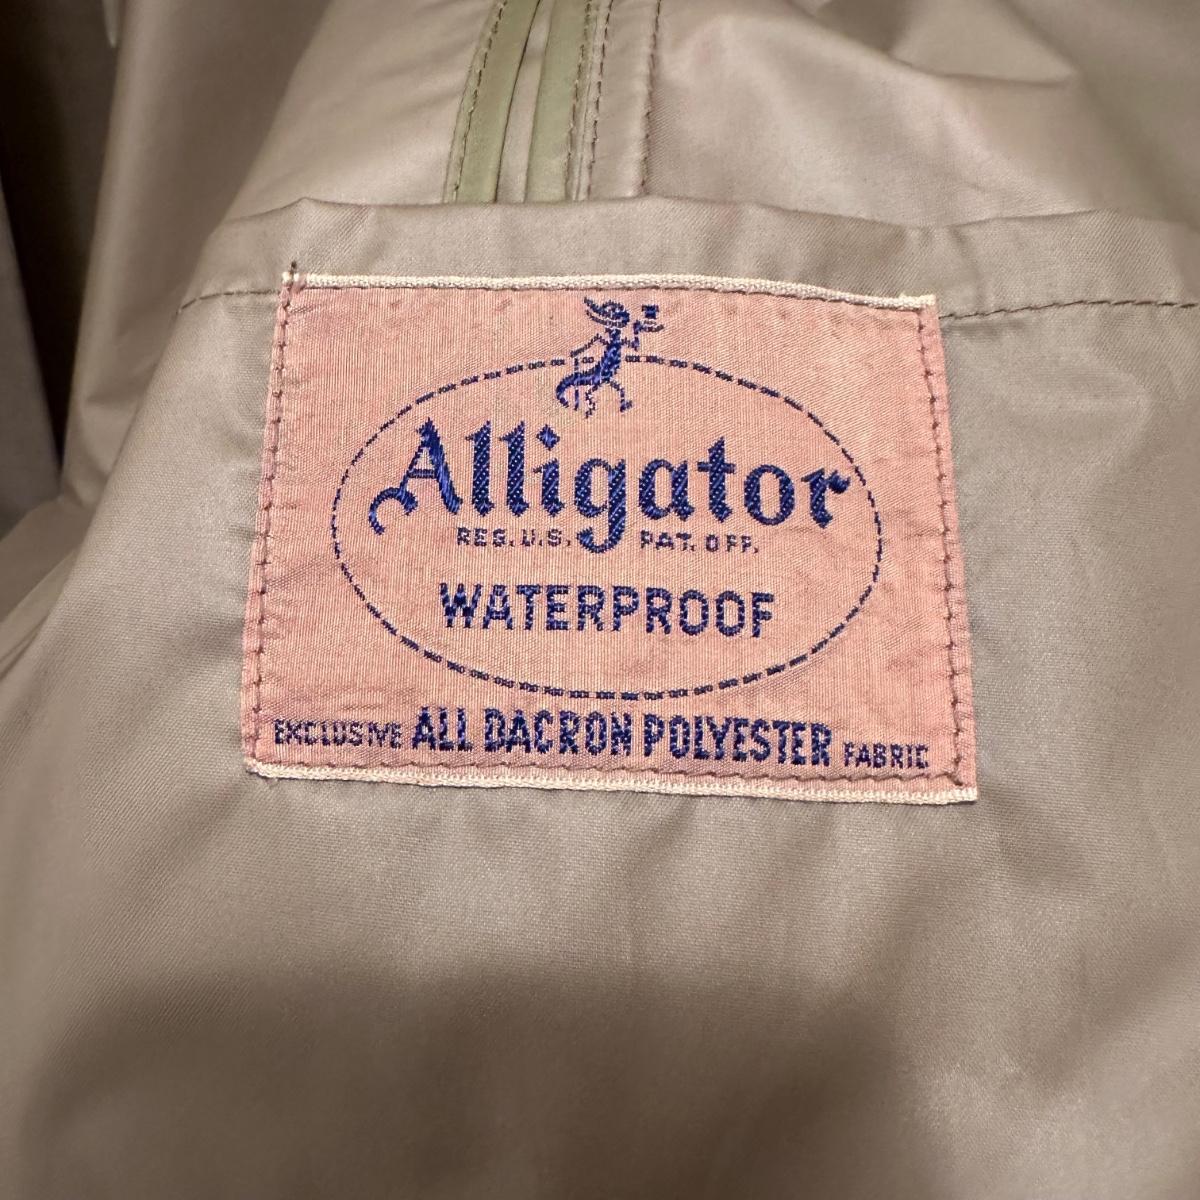 Alligator
REG. U.S. PAT. OFF.
WATERPROOF
EXCLUSIVE ALL DACRON POLYESTER FABRIC